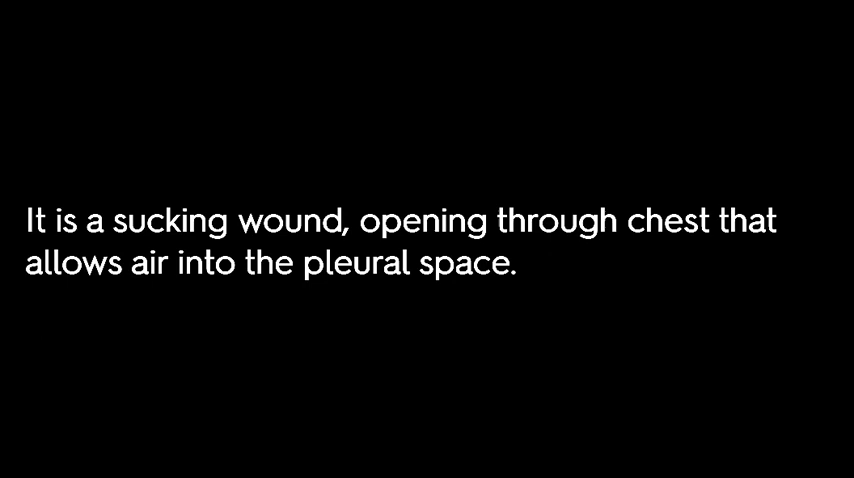 It is a sucking wound, opening through chest that
allows air into the pleural space.